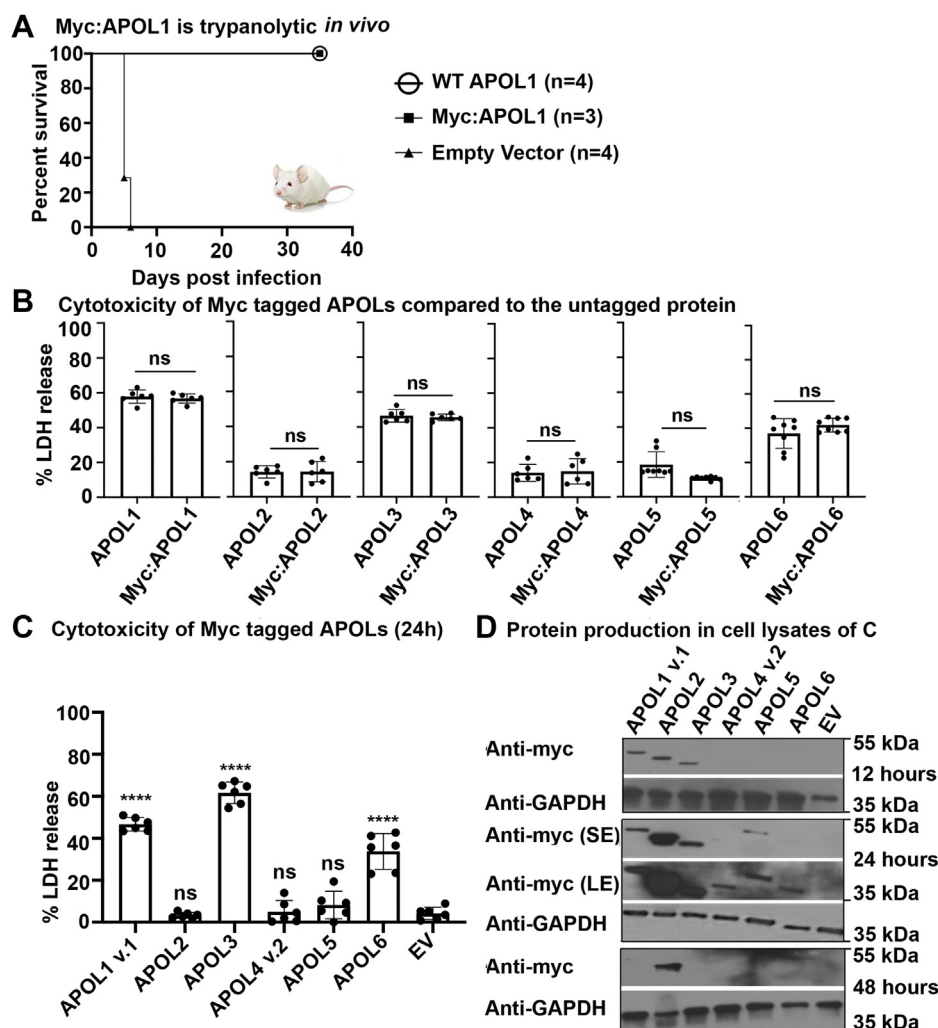 A Myc:APOL1 is trypanolytic in vivo
Percent survival
100
80
60
40
20
0
0 10 20 30 40
Days post infection
WT APOL1 (n=4)
Myc:APOL1 (n=3)
Empty Vector (n=4)
B Cytotoxicity of Myc tagged APOLs compared to the untagged protein
% LDH release
100
80
60
40
20
0
ns ns ns ns ns ns
APOL1 Myc:APOL1 APOL2 Myc:APOL2 APOL3 Myc:APOL3 APOL4 Myc:APOL4 APOL5 Myc:APOL5 APOL6 Myc:APOL6
C Cytotoxicity of Myc tagged APOLs (24h)
% LDH release
100
80
60
40
20
0
**** ns **** ns ns ****
APOL1 v.1 APOL2 APOL3 APOL4 v.2 APOL5 APOL6 EV
D Protein production in cell lysates of C
APOL1 v.1 APOL2 APOL3 APOL4 v.2 APOL5 APOL6 EV
Anti-myc 55 kDa
12 hours
Anti-GAPDH 35 kDa
Anti-myc (SE) 55 kDa
24 hours
Anti-myc (LE) 35 kDa
Anti-GAPDH 35 kDa
Anti-myc 55 kDa
48 hours
Anti-GAPDH 35 kDa